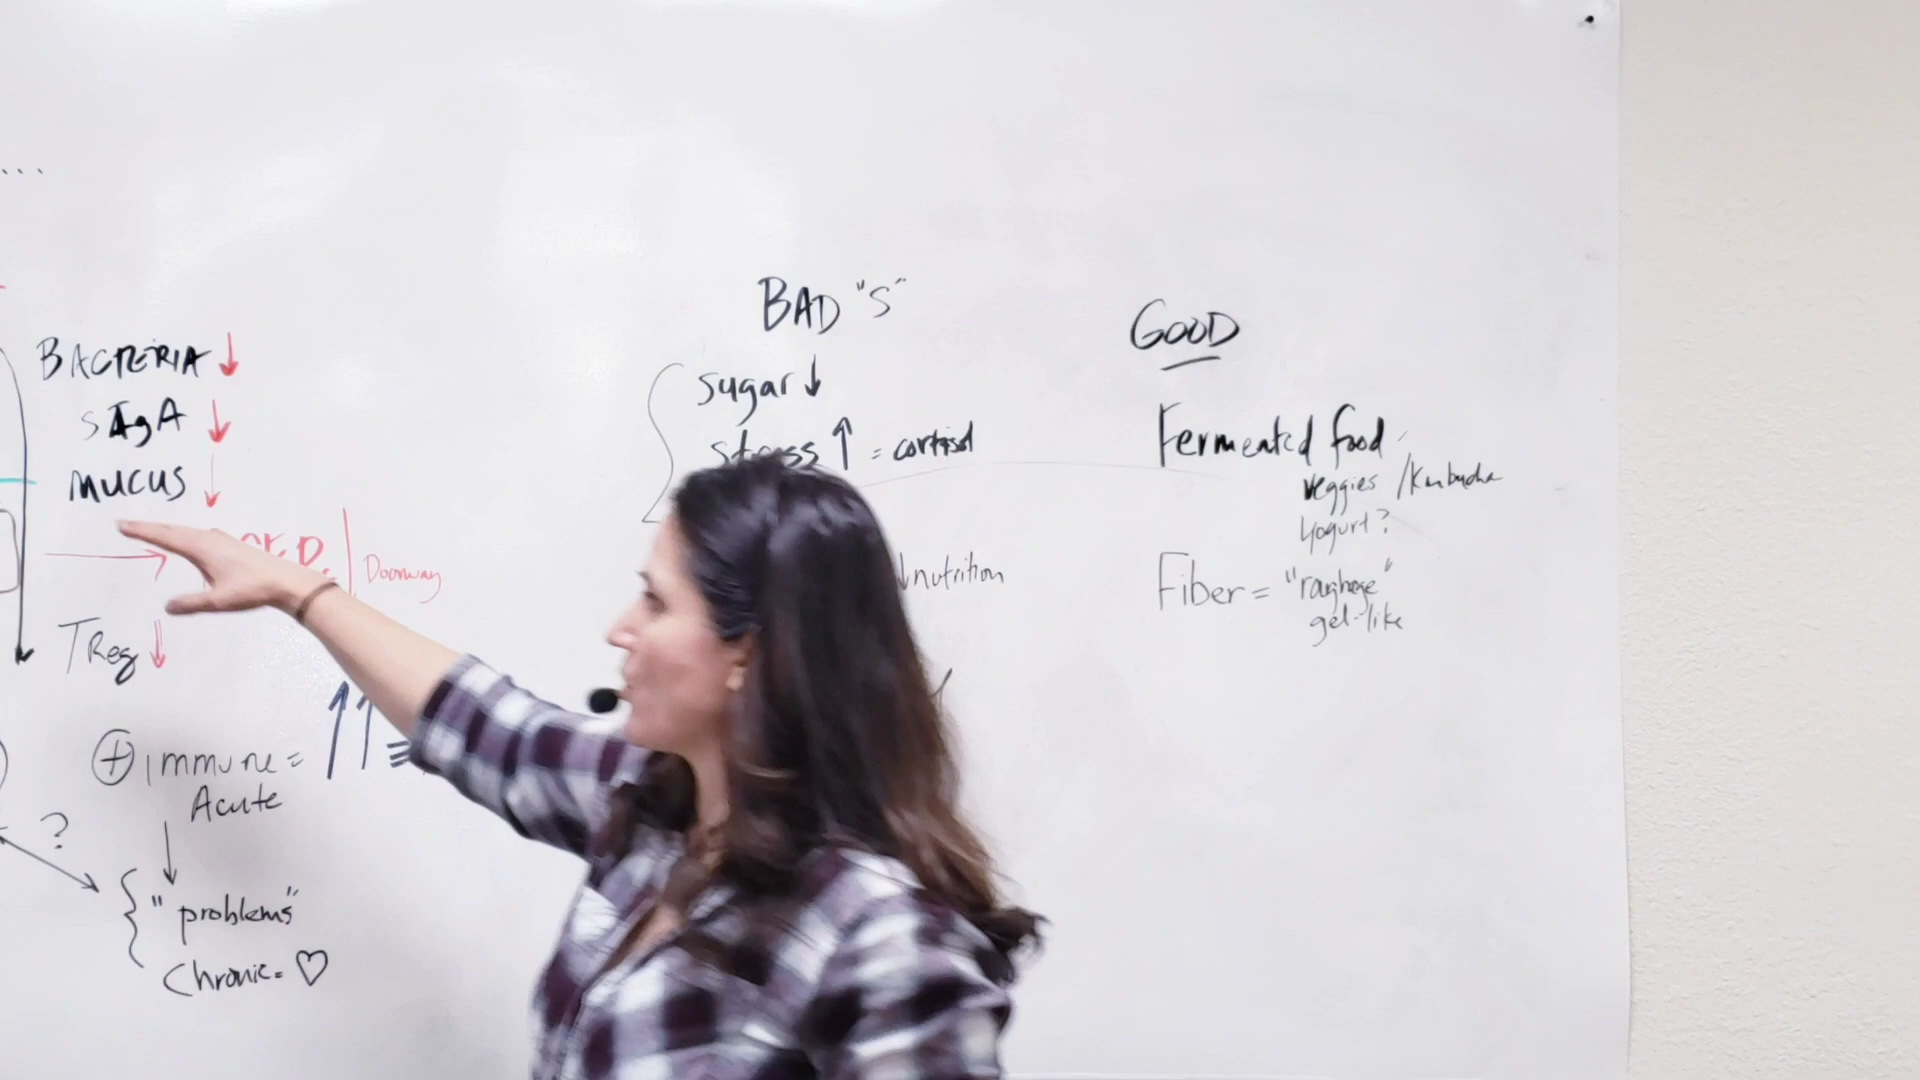 BACTERIA ↓
SIgA ↓
mucus ↓
Doorway
TReg ↓
⊕ immune = ↑↑
Acute
?
"problems"
Chronic = ♡
BAD "S"
sugar ↓
stress ↑ = cortisol
↓nutrition
GOOD
Fermented food
veggies /
Yogurt?
Fiber = "roughage"
gel-like